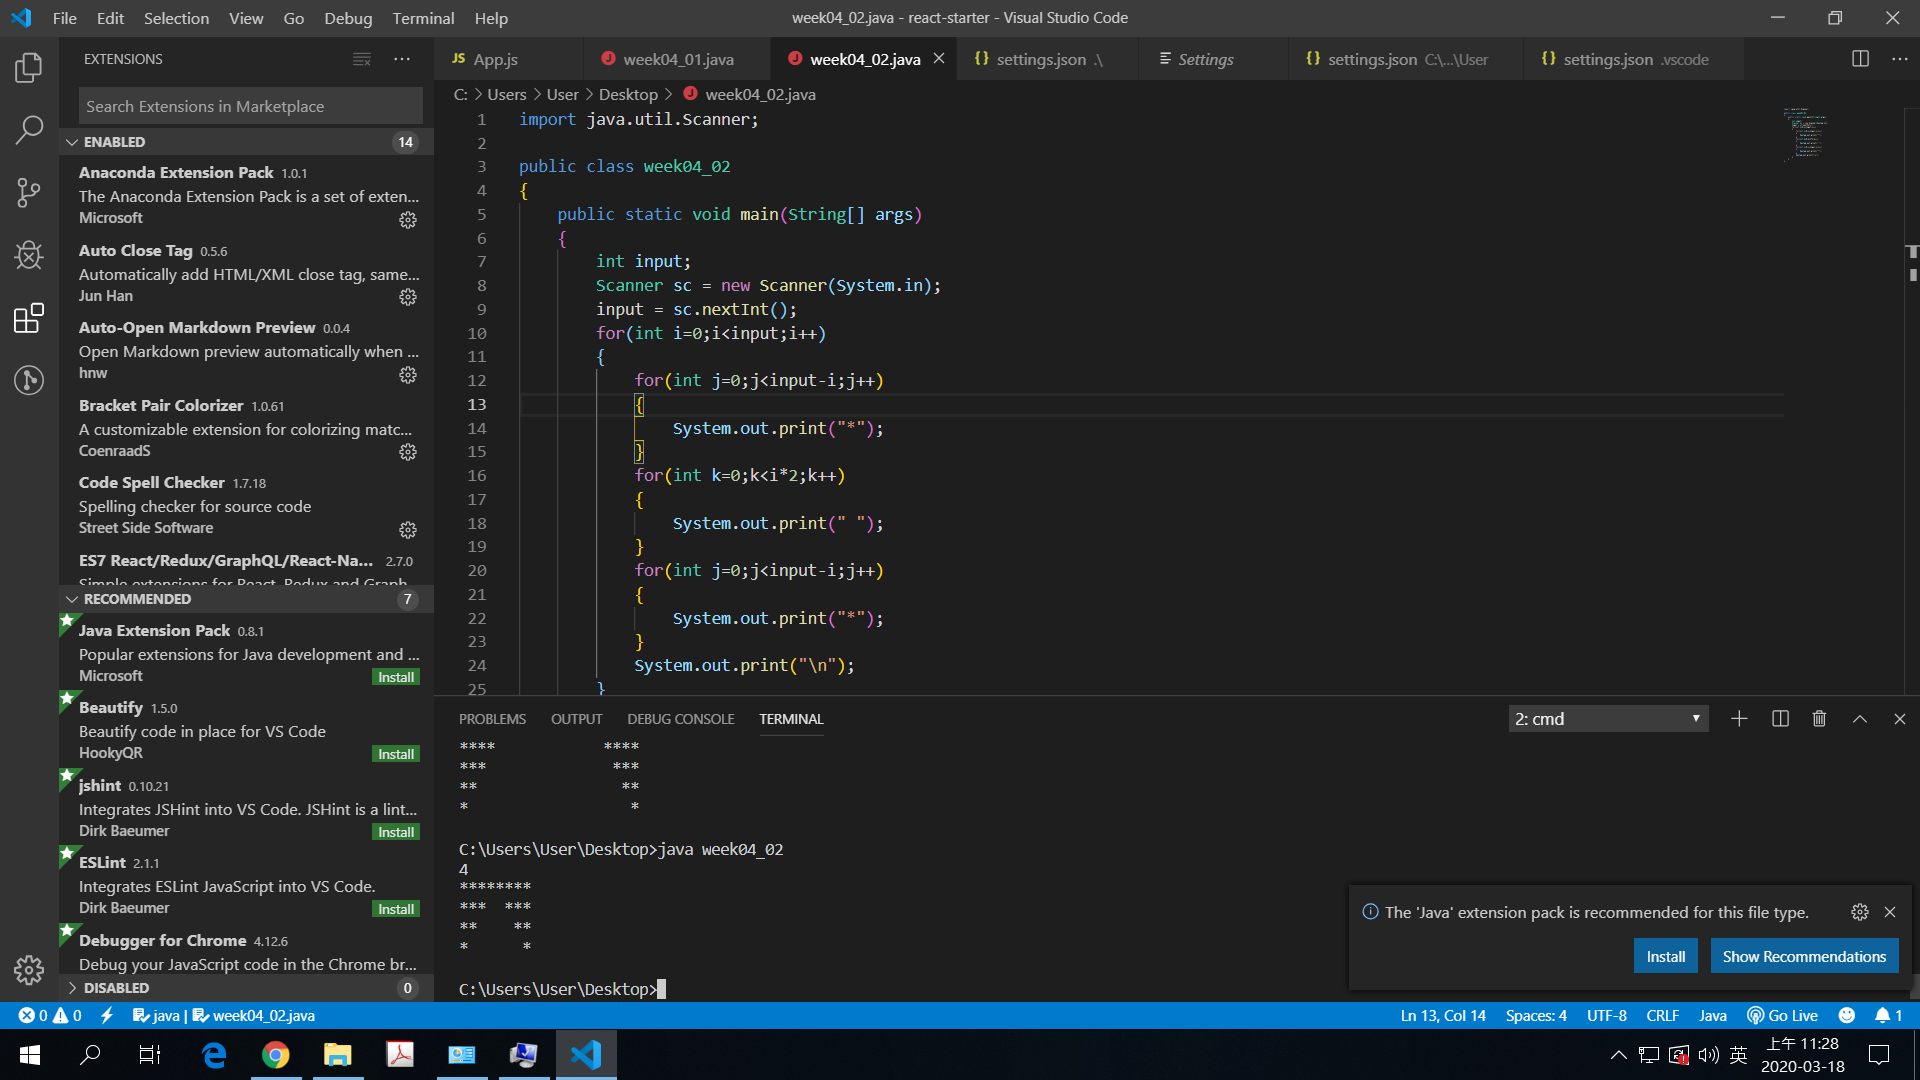 File Edit Selection View Go Debug Terminal Help
week04_02.java - react-starter - Visual Studio Code
EXTENSIONS
Search Extensions in Marketplace
ENABLED 14
Anaconda Extension Pack 1.0.1
The Anaconda Extension Pack is a set of exten...
Microsoft
Auto Close Tag 0.5.6
Automatically add HTML/XML close tag, same...
Jun Han
Auto-Open Markdown Preview 0.0.4
Open Markdown preview automatically when ...
hnw
Bracket Pair Colorizer 1.0.61
A customizable extension for colorizing matc...
CoenraadS
Code Spell Checker 1.7.18
Spelling checker for source code
Street Side Software
ES7 React/Redux/GraphQL/React-Na... 2.7.0
Simple extensions for React, Redux and Graph
RECOMMENDED 7
Java Extension Pack 0.8.1
Popular extensions for Java development and ...
Microsoft Install
Beautify 1.5.0
Beautify code in place for VS Code
HookyQR Install
jshint 0.10.21
Integrates JSHint into VS Code. JSHint is a lint...
Dirk Baeumer Install
ESLint 2.1.1
Integrates ESLint JavaScript into VS Code.
Dirk Baeumer Install
Debugger for Chrome 4.12.6
Debug your JavaScript code in the Chrome br...
DISABLED 0
JS App.js week04_01.java week04_02.java {} settings.json .\ Settings {} settings.json C:\...\User {} settings.json .vscode
C: > Users > User > Desktop > week04_02.java
1 import java.util.Scanner;
2
3 public class week04_02
4 {
5 public static void main(String[] args)
6 {
7 int input;
8 Scanner sc = new Scanner(System.in);
9 input = sc.nextInt();
10 for(int i=0;i<input;i++)
11 {
12 for(int j=0;j<input-i;j++)
13 {
14 System.out.print("*");
15 }
16 for(int k=0;k<i*2;k++)
17 {
18 System.out.print(" ");
19 }
20 for(int j=0;j<input-i;j++)
21 {
22 System.out.print("*");
23 }
24 System.out.print("\n");
25 }
PROBLEMS OUTPUT DEBUG CONSOLE TERMINAL 2: cmd
****            ****
***              ***
**                **
*                  *
C:\Users\User\Desktop>java week04_02
4
********
***  ***
**    **
*      *
C:\Users\User\Desktop>
The 'Java' extension pack is recommended for this file type.
Install Show Recommendations
0 0 java | week04_02.java Ln 13, Col 14 Spaces: 4 UTF-8 CRLF Java Go Live 1
英 上午 11:28
2020-03-18